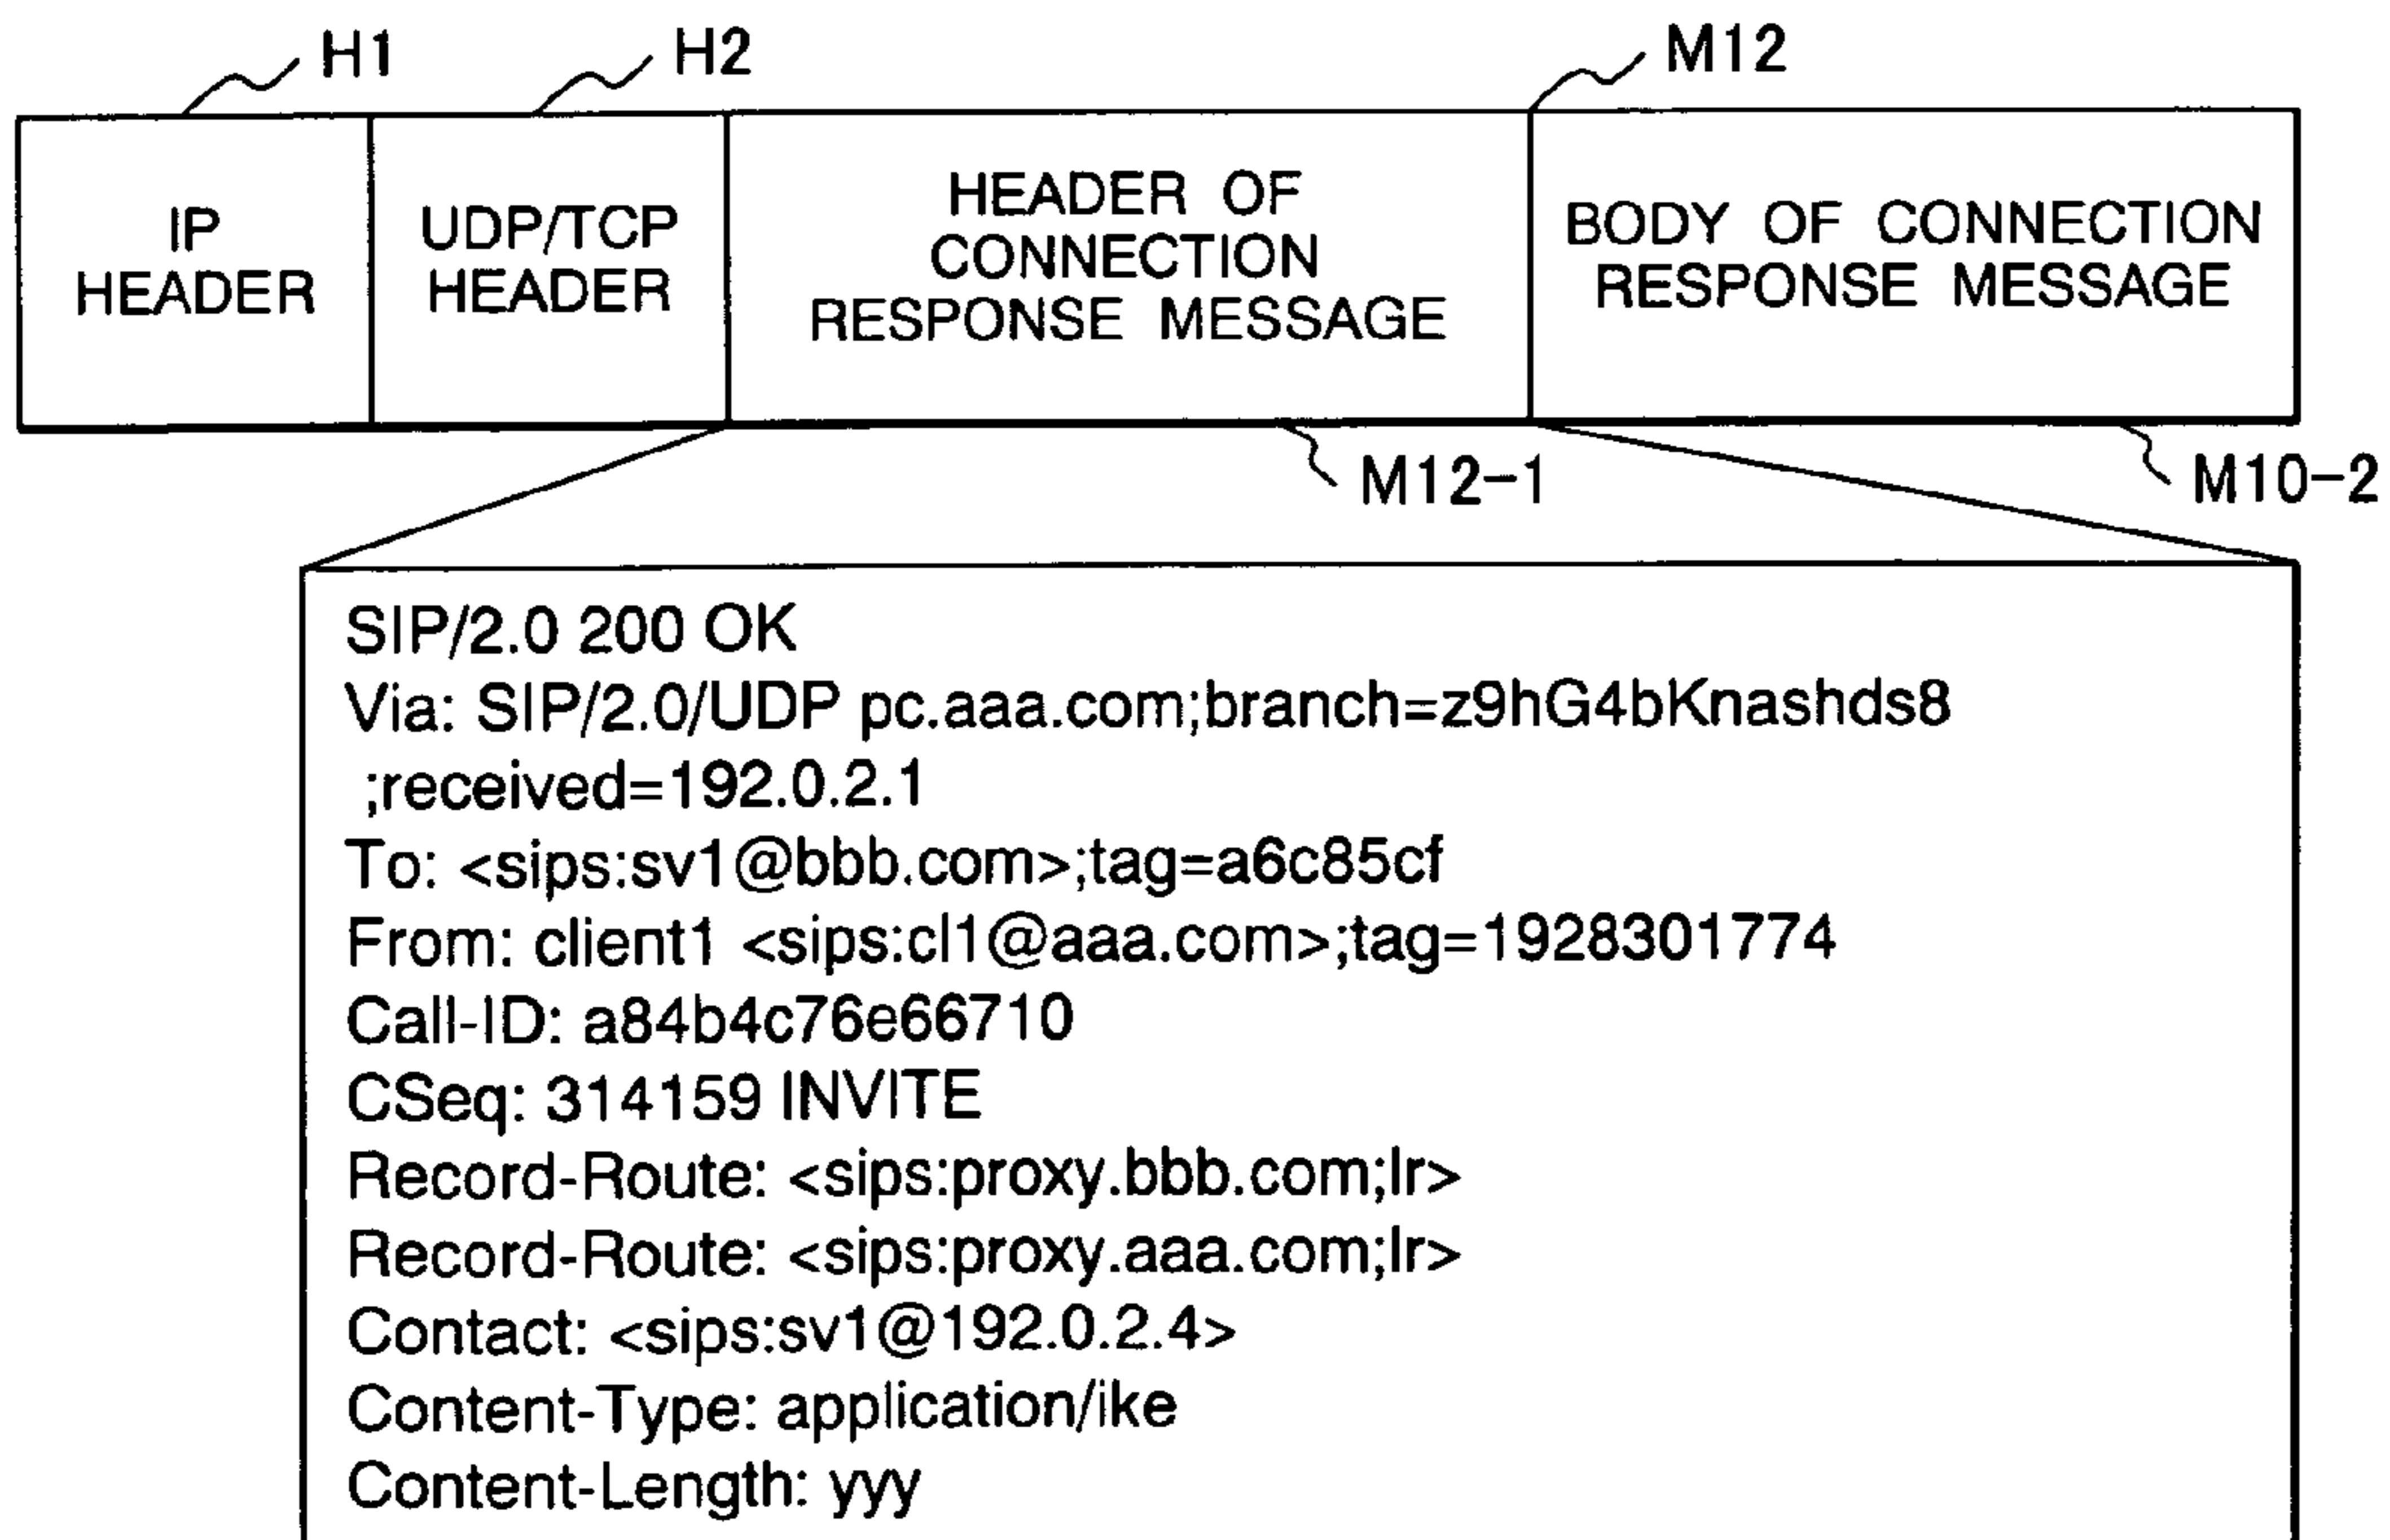 H1
H2
M12
IP
HEADER
UDP/TCP
HEADER
HEADER OF
CONNECTION
RESPONSE MESSAGE
BODY OF CONNECTION
RESPONSE MESSAGE
M12-1
M10-2
SIP/2.0 200 OK
Via: SIP/2.0/UDP pc.aaa.com;branch=z9hG4bKnashds8
;received=192.0.2.1
To: <sips:sv1@bbb.com>;tag=a6c85cf
From: client1 <sips:cl1@aaa.com>;tag=1928301774
Call-ID: a84b4c76e66710
CSeq: 314159 INVITE
Record-Route: <sips:proxy.bbb.com;lr>
Record-Route: <sips:proxy.aaa.com;lr>
Contact: <sips:sv1@192.0.2.4>
Content-Type: application/ike
Content-Length: yyy